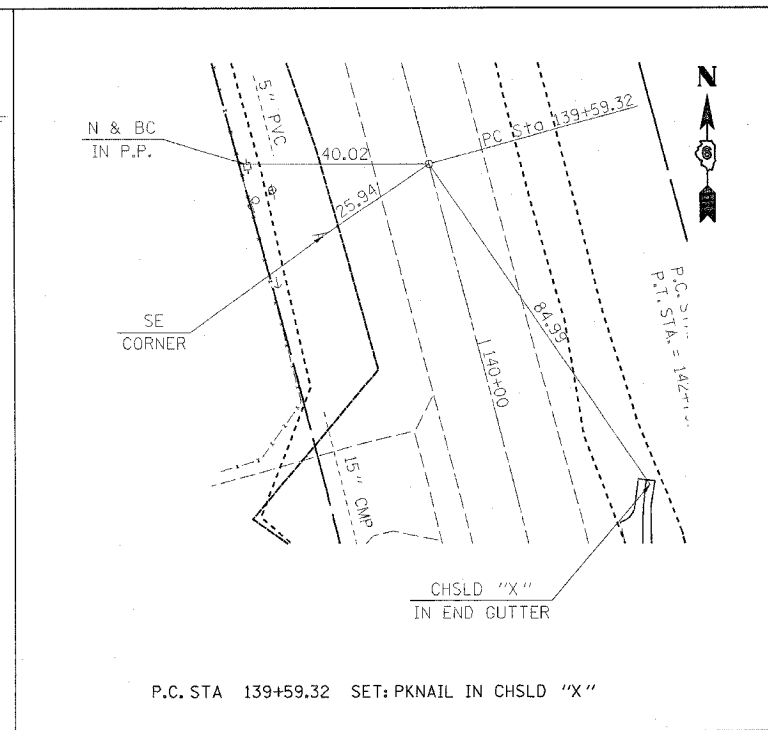 N
5" PVC
N & BC
IN P.P.
40.02
PC Sta 139+59.32
25.94
SE
CORNER
84.99
140+00
P.C.
P.T. STA. = 142+
15" CMP
CHSLD "X"
IN END GUTTER
P.C. STA 139+59.32 SET: PKNAIL IN CHSLD "X"